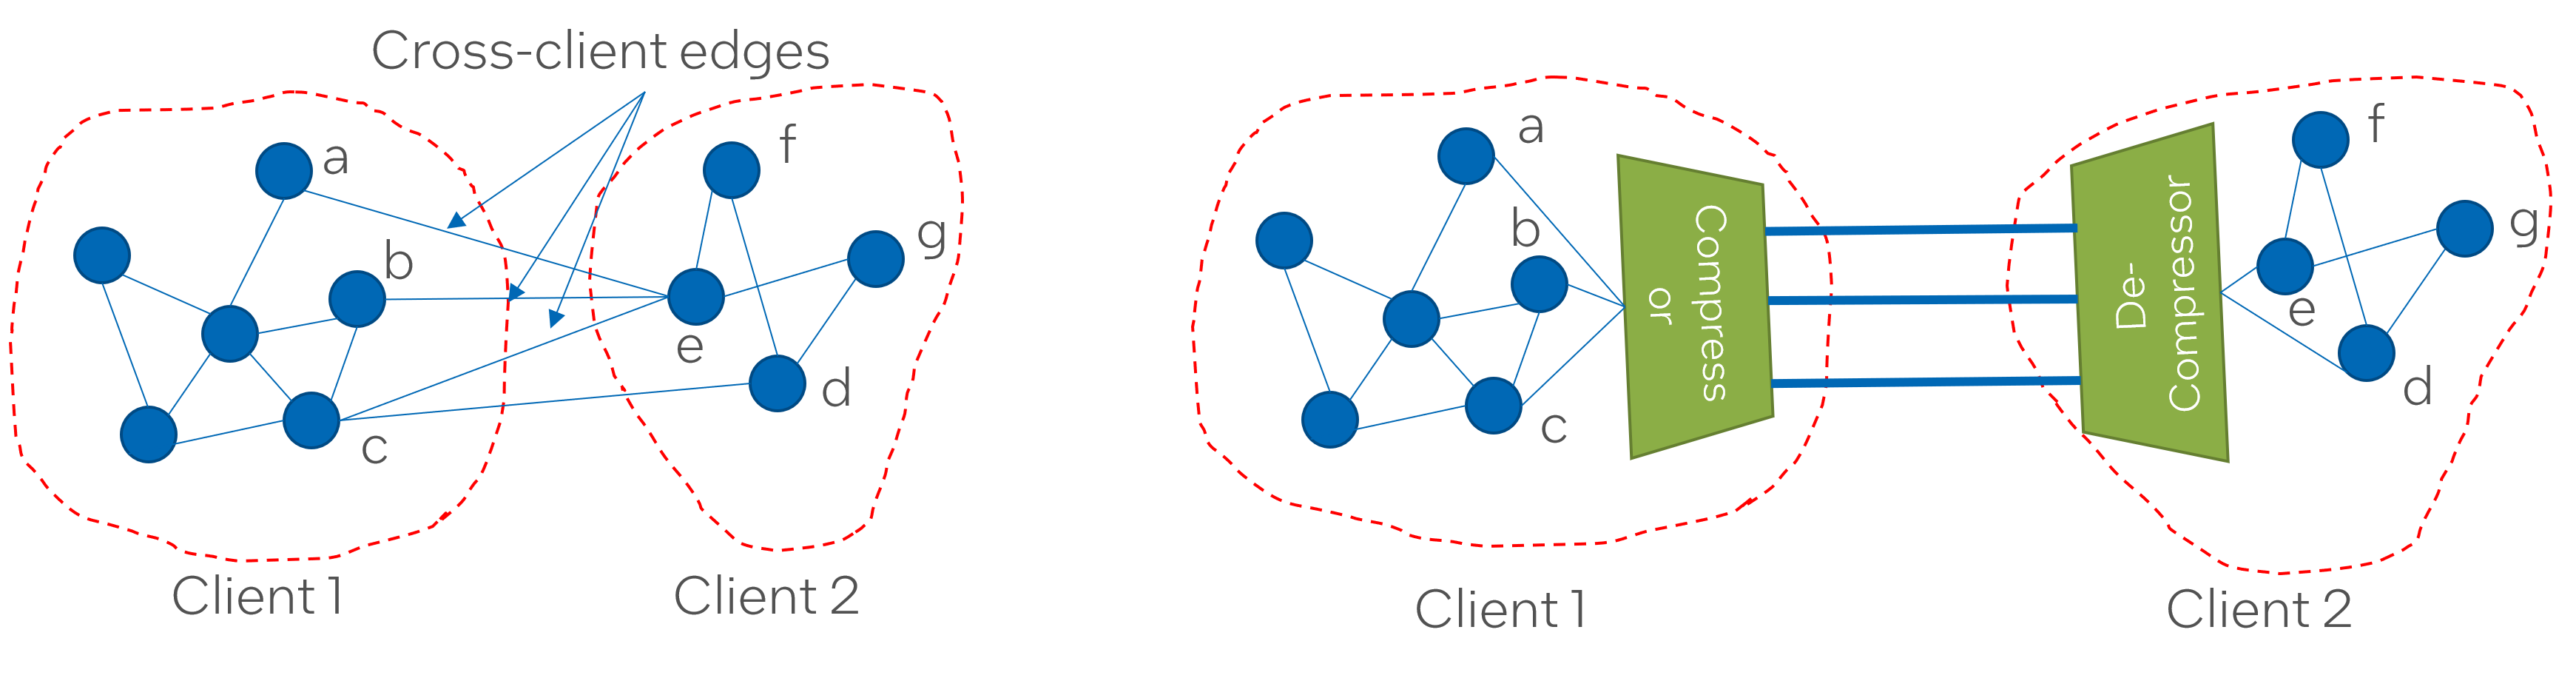 Cross-client edges
a
f
b
g
e
d
c
Client 1
Client 2
a
b
c
Compress
or
De-
Compressor
f
g
e
d
Client 1
Client 2